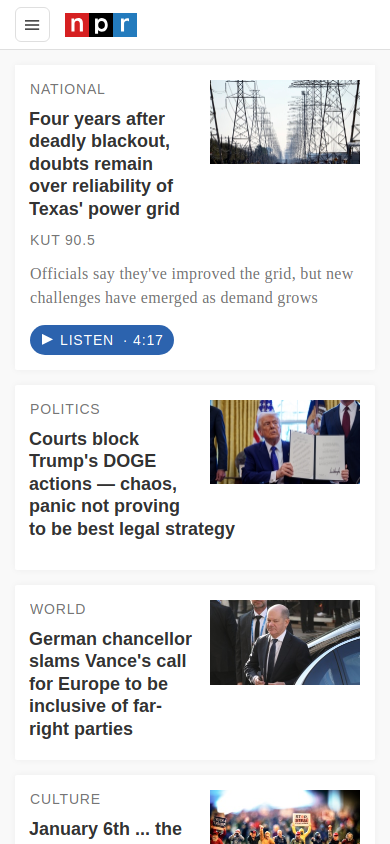 npr
NATIONAL
Four years after
deadly blackout,
doubts remain
over reliability of
Texas' power grid
KUT 90.5
Officials say they've improved the grid, but new
challenges have emerged as demand grows
LISTEN · 4:17
POLITICS
Courts block
Trump's DOGE
actions — chaos,
panic not proving
to be best legal strategy
WORLD
German chancellor
slams Vance's call
for Europe to be
inclusive of far-
right parties
CULTURE
January 6th ... the